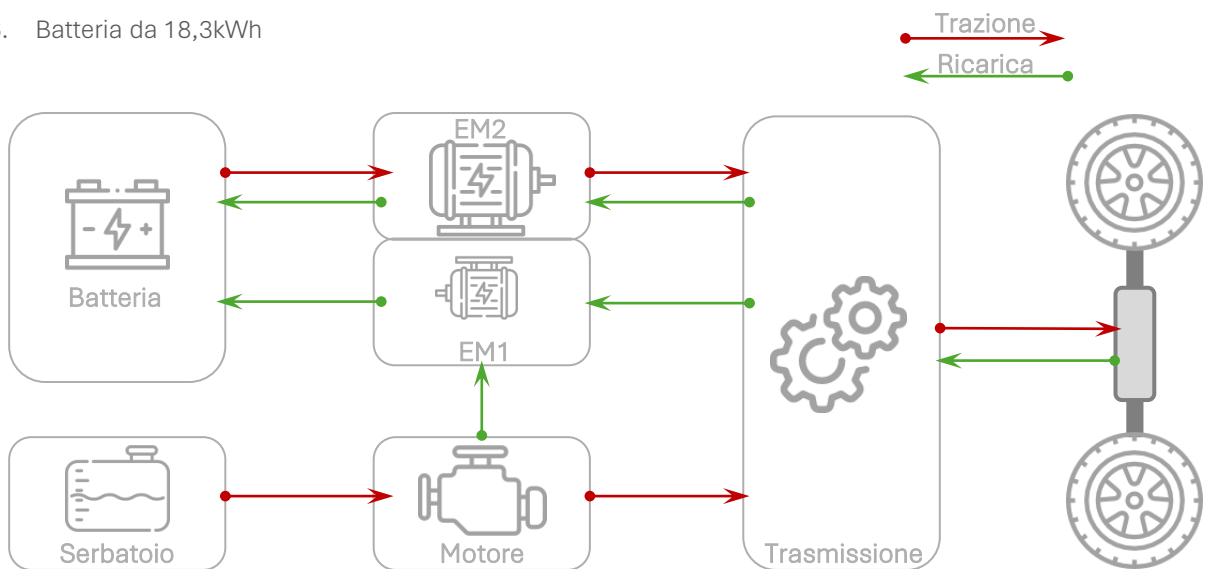 . Batteria da 18,3kWh
Trazione
Ricarica
EM2
Batteria
EM1
Serbatoio
Motore
Trasmissione